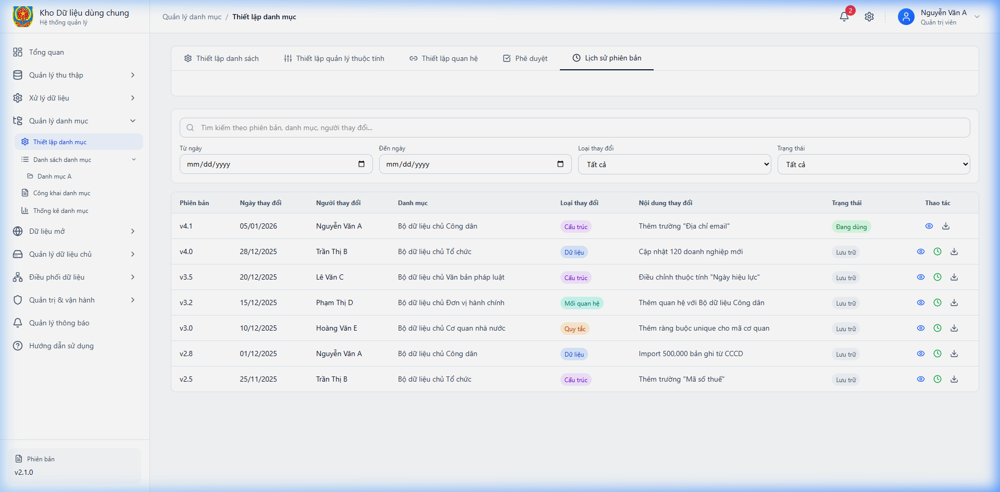 Kho Dữ liệu dùng chung
Hệ thống quản lý
Quản lý danh mục / Thiết lập danh mục
2
Nguyễn Văn A
Quản trị viên
Tổng quan
Quản lý thu thập
Xử lý dữ liệu
Quản lý danh mục
Thiết lập danh mục
Danh sách danh mục
Danh mục A
Công khai danh mục
Thống kê danh mục
Dữ liệu mở
Quản lý dữ liệu chủ
Điều phối dữ liệu
Quản trị & vận hành
Quản lý thông báo
Hướng dẫn sử dụng
Phiên bản
v2.1.0
Thiết lập danh sách Thiết lập quản lý thuộc tính Thiết lập quan hệ Phê duyệt Lịch sử phiên bản
Tìm kiếm theo phiên bản, danh mục, người thay đổi...
Từ ngày Đến ngày Loại thay đổi Trạng thái
mm/dd/yyyy mm/dd/yyyy Tất cả Tất cả
Phiên bản Ngày thay đổi Người thay đổi Danh mục Loại thay đổi Nội dung thay đổi Trạng thái Thao tác
v4.1 05/01/2026 Nguyễn Văn A Bộ dữ liệu chủ Công dân Cấu trúc Thêm trường "Địa chỉ email" Đang dùng
v4.0 28/12/2025 Trần Thị B Bộ dữ liệu chủ Tổ chức Dữ liệu Cập nhật 120 doanh nghiệp mới Lưu trữ
v3.5 20/12/2025 Lê Văn C Bộ dữ liệu chủ Văn bản pháp luật Cấu trúc Điều chỉnh thuộc tính "Ngày hiệu lực" Lưu trữ
v3.2 15/12/2025 Phạm Thị D Bộ dữ liệu chủ Đơn vị hành chính Mối quan hệ Thêm quan hệ với Bộ dữ liệu Công dân Lưu trữ
v3.0 10/12/2025 Hoàng Văn E Bộ dữ liệu chủ Cơ quan nhà nước Quy tắc Thêm ràng buộc unique cho mã cơ quan Lưu trữ
v2.8 01/12/2025 Nguyễn Văn A Bộ dữ liệu chủ Công dân Dữ liệu Import 500,000 bản ghi từ CCCD Lưu trữ
v2.5 25/11/2025 Trần Thị B Bộ dữ liệu chủ Tổ chức Cấu trúc Thêm trường "Mã số thuế" Lưu trữ